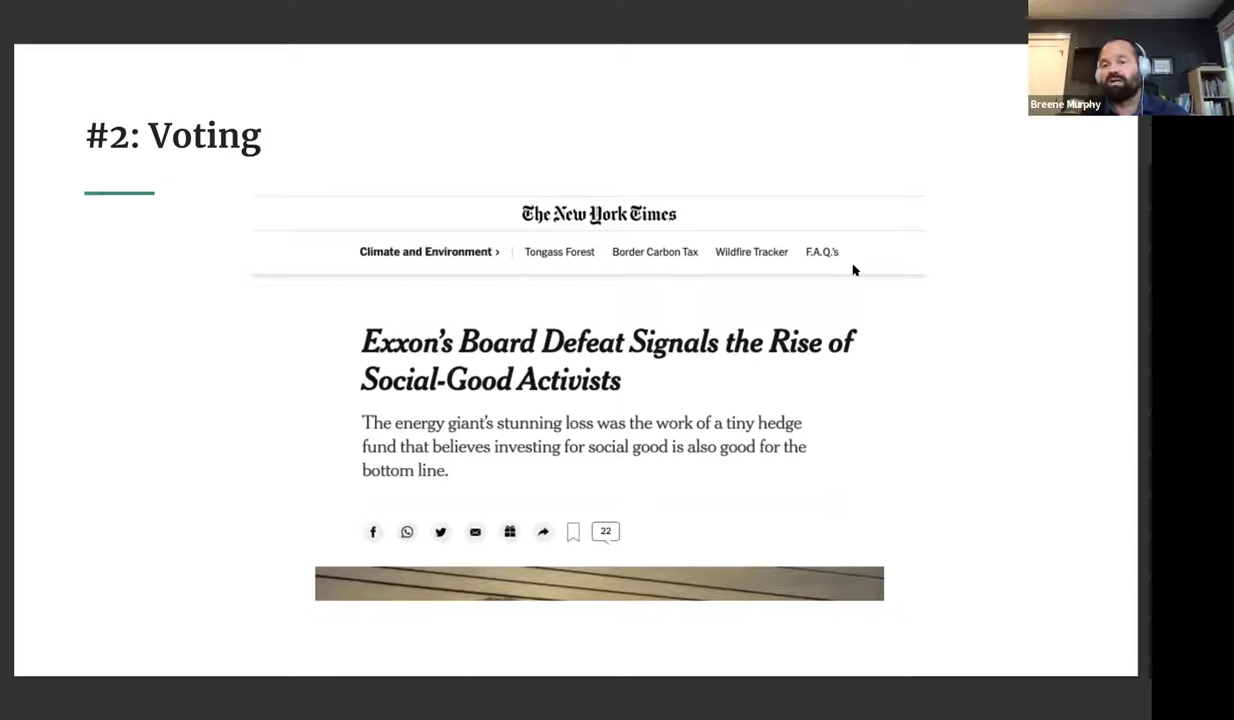 #2: Voting
Breene Murphy
The New York Times
Climate and Environment › | Tongass Forest Border Carbon Tax Wildfire Tracker F.A.Q.'s
Exxon's Board Defeat Signals the Rise of
Social-Good Activists
The energy giant's stunning loss was the work of a tiny hedge
fund that believes investing for social good is also good for the
bottom line.
22